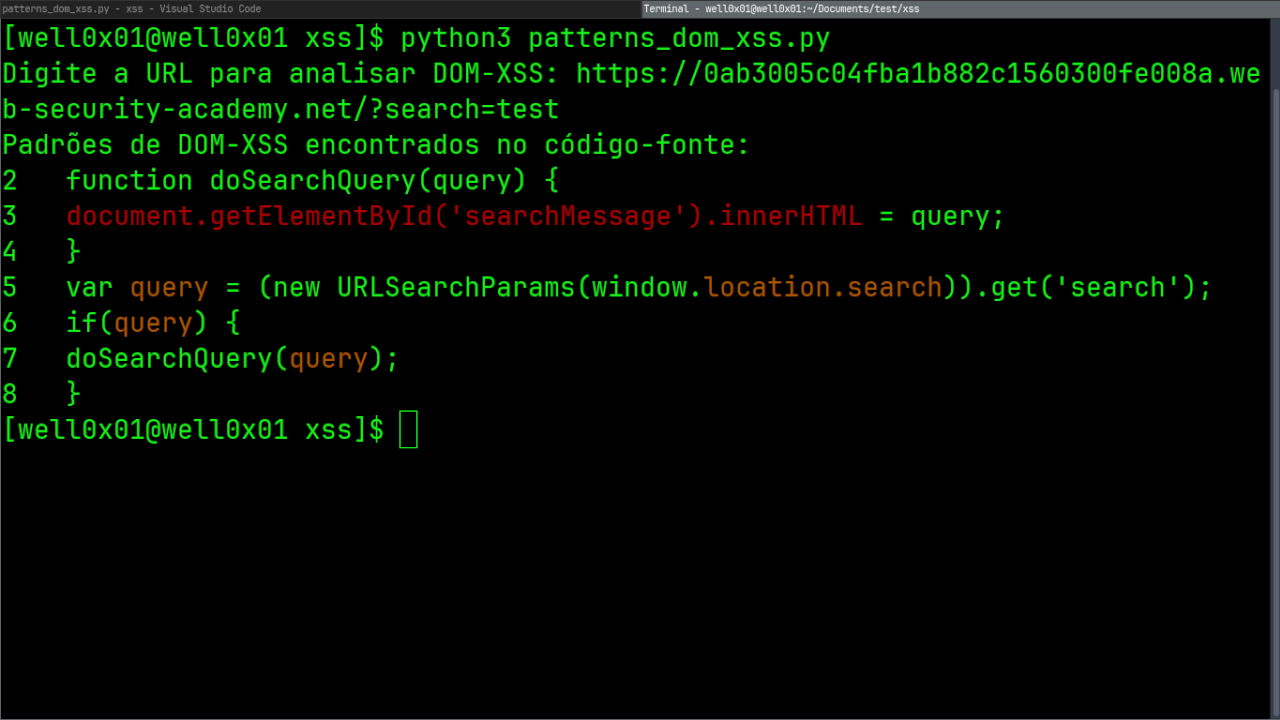 patterns_dom_xss.py - xss - Visual Studio Code
Terminal - well0x01@well0x01:~/Documents/test/xss
[well0x01@well0x01 xss]$ python3 patterns_dom_xss.py
Digite a URL para analisar DOM-XSS: https://0ab3005c04fba1b882c1560300fe008a.we
b-security-academy.net/?search=test
Padrões de DOM-XSS encontrados no código-fonte:
2 function doSearchQuery(query) {
3 document.getElementById('searchMessage').innerHTML = query;
4 }
5 var query = (new URLSearchParams(window.location.search)).get('search');
6 if(query) {
7 doSearchQuery(query);
8 }
[well0x01@well0x01 xss]$